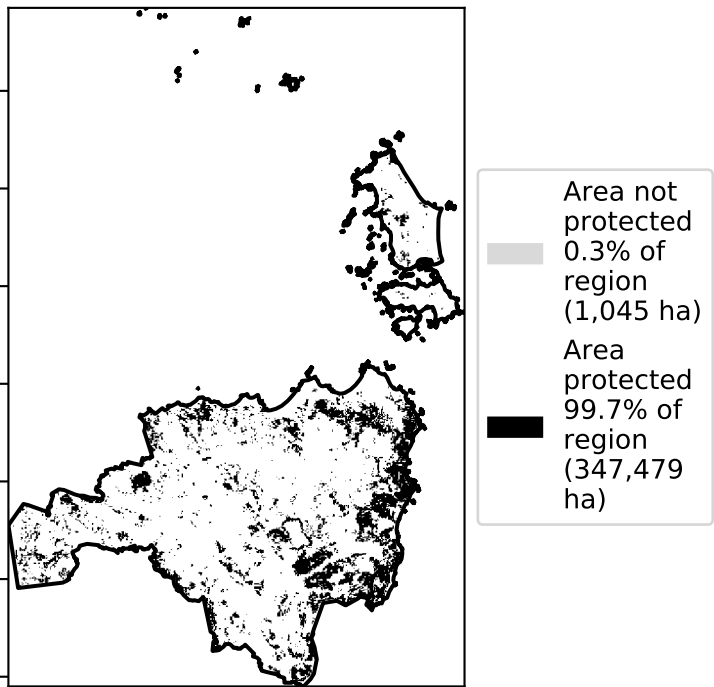 Area not
protected
0.3% of
region
(1,045 ha)
Area
protected
99.7% of
region
(347,479
ha)